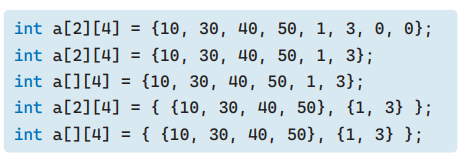 int a[2][4] = {10, 30, 40, 50, 1, 3, 0, 0};
int a[2][4] = {10, 30, 40, 50, 1, 3};
int a[][4] = {10, 30, 40, 50, 1, 3};
int a[2][4] = { {10, 30, 40, 50}, {1, 3} };
int a[][4] = { {10, 30, 40, 50}, {1, 3} };